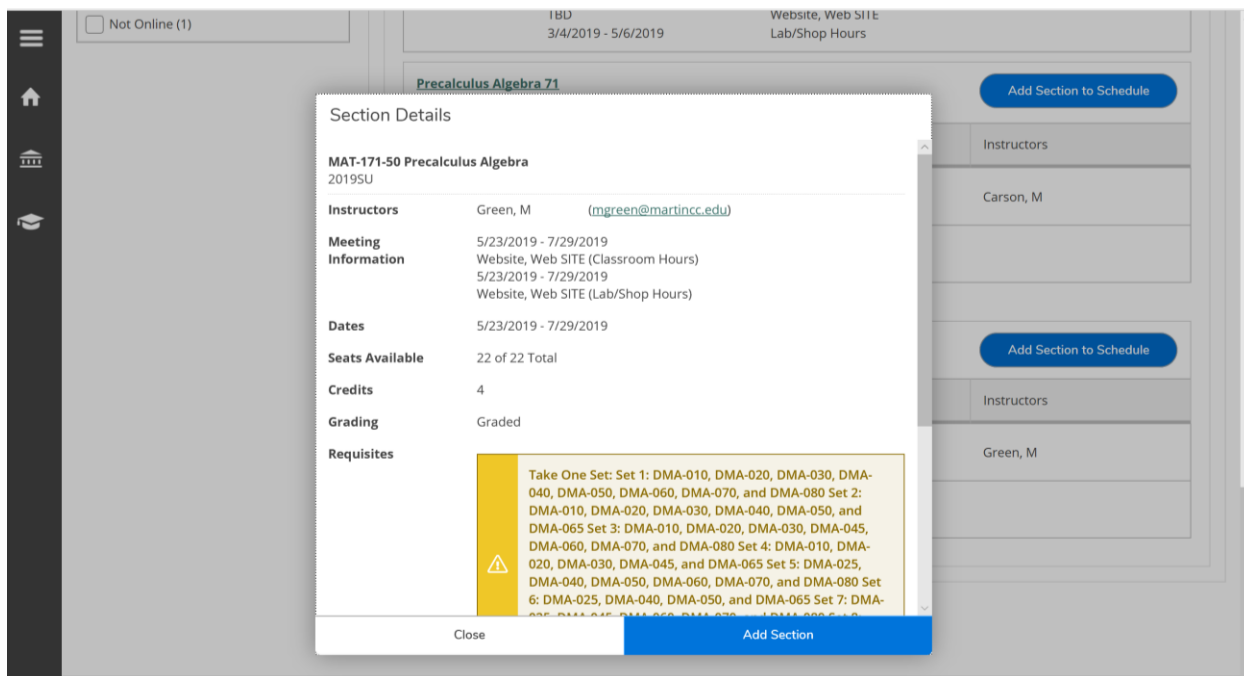 Not Online (1)
TBD
Website, Web SITE
3/4/2019 - 5/6/2019
Lab/Shop Hours
Precalculus Algebra 71
Add Section to Schedule
Instructors
Carson, M
Add Section to Schedule
Instructors
Green, M
Section Details
MAT-171-50 Precalculus Algebra
2019SU
Instructors
Green, M (mgreen@martincc.edu)
Meeting
Information
5/23/2019 - 7/29/2019
Website, Web SITE (Classroom Hours)
5/23/2019 - 7/29/2019
Website, Web SITE (Lab/Shop Hours)
Dates
5/23/2019 - 7/29/2019
Seats Available
22 of 22 Total
Credits
4
Grading
Graded
Requisites
Take One Set: Set 1: DMA-010, DMA-020, DMA-030, DMA-
040, DMA-050, DMA-060, DMA-070, and DMA-080 Set 2:
DMA-010, DMA-020, DMA-030, DMA-040, DMA-050, and
DMA-065 Set 3: DMA-010, DMA-020, DMA-030, DMA-045,
DMA-060, DMA-070, and DMA-080 Set 4: DMA-010, DMA-
020, DMA-030, DMA-045, and DMA-065 Set 5: DMA-025,
DMA-040, DMA-050, DMA-060, DMA-070, and DMA-080 Set
6: DMA-025, DMA-040, DMA-050, and DMA-065 Set 7: DMA-
Close
Add Section